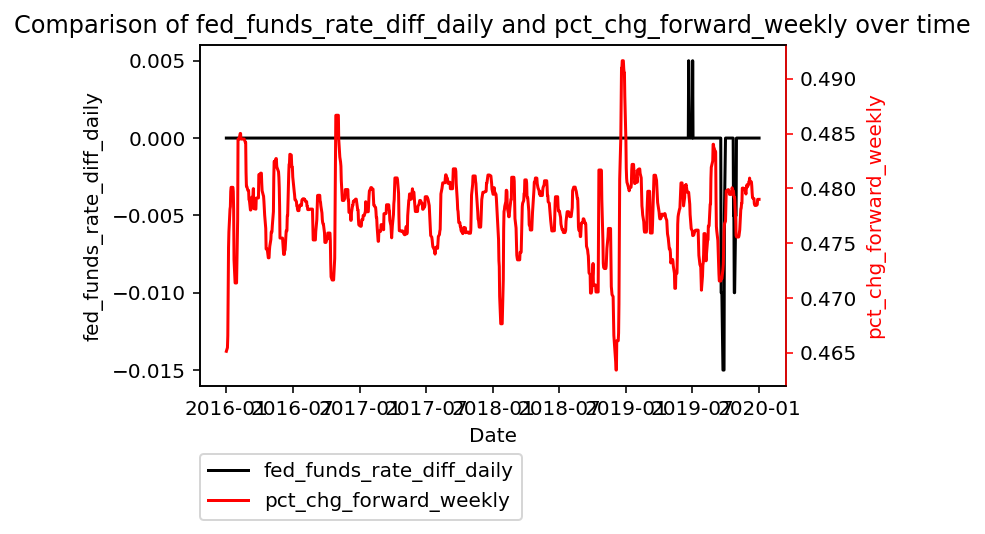 Comparison of fed_funds_rate_diff_daily and pct_chg_forward_weekly over time
fed_funds_rate_diff_daily
0.005
0.000
−0.005
−0.010
−0.015
0.490
0.485
0.480
0.475
0.470
0.465
pct_chg_forward_weekly
2016-01 2016-07 2017-01 2017-07 2018-01 2018-07 2019-01 2019-07 2020-01
Date
fed_funds_rate_diff_daily
pct_chg_forward_weekly